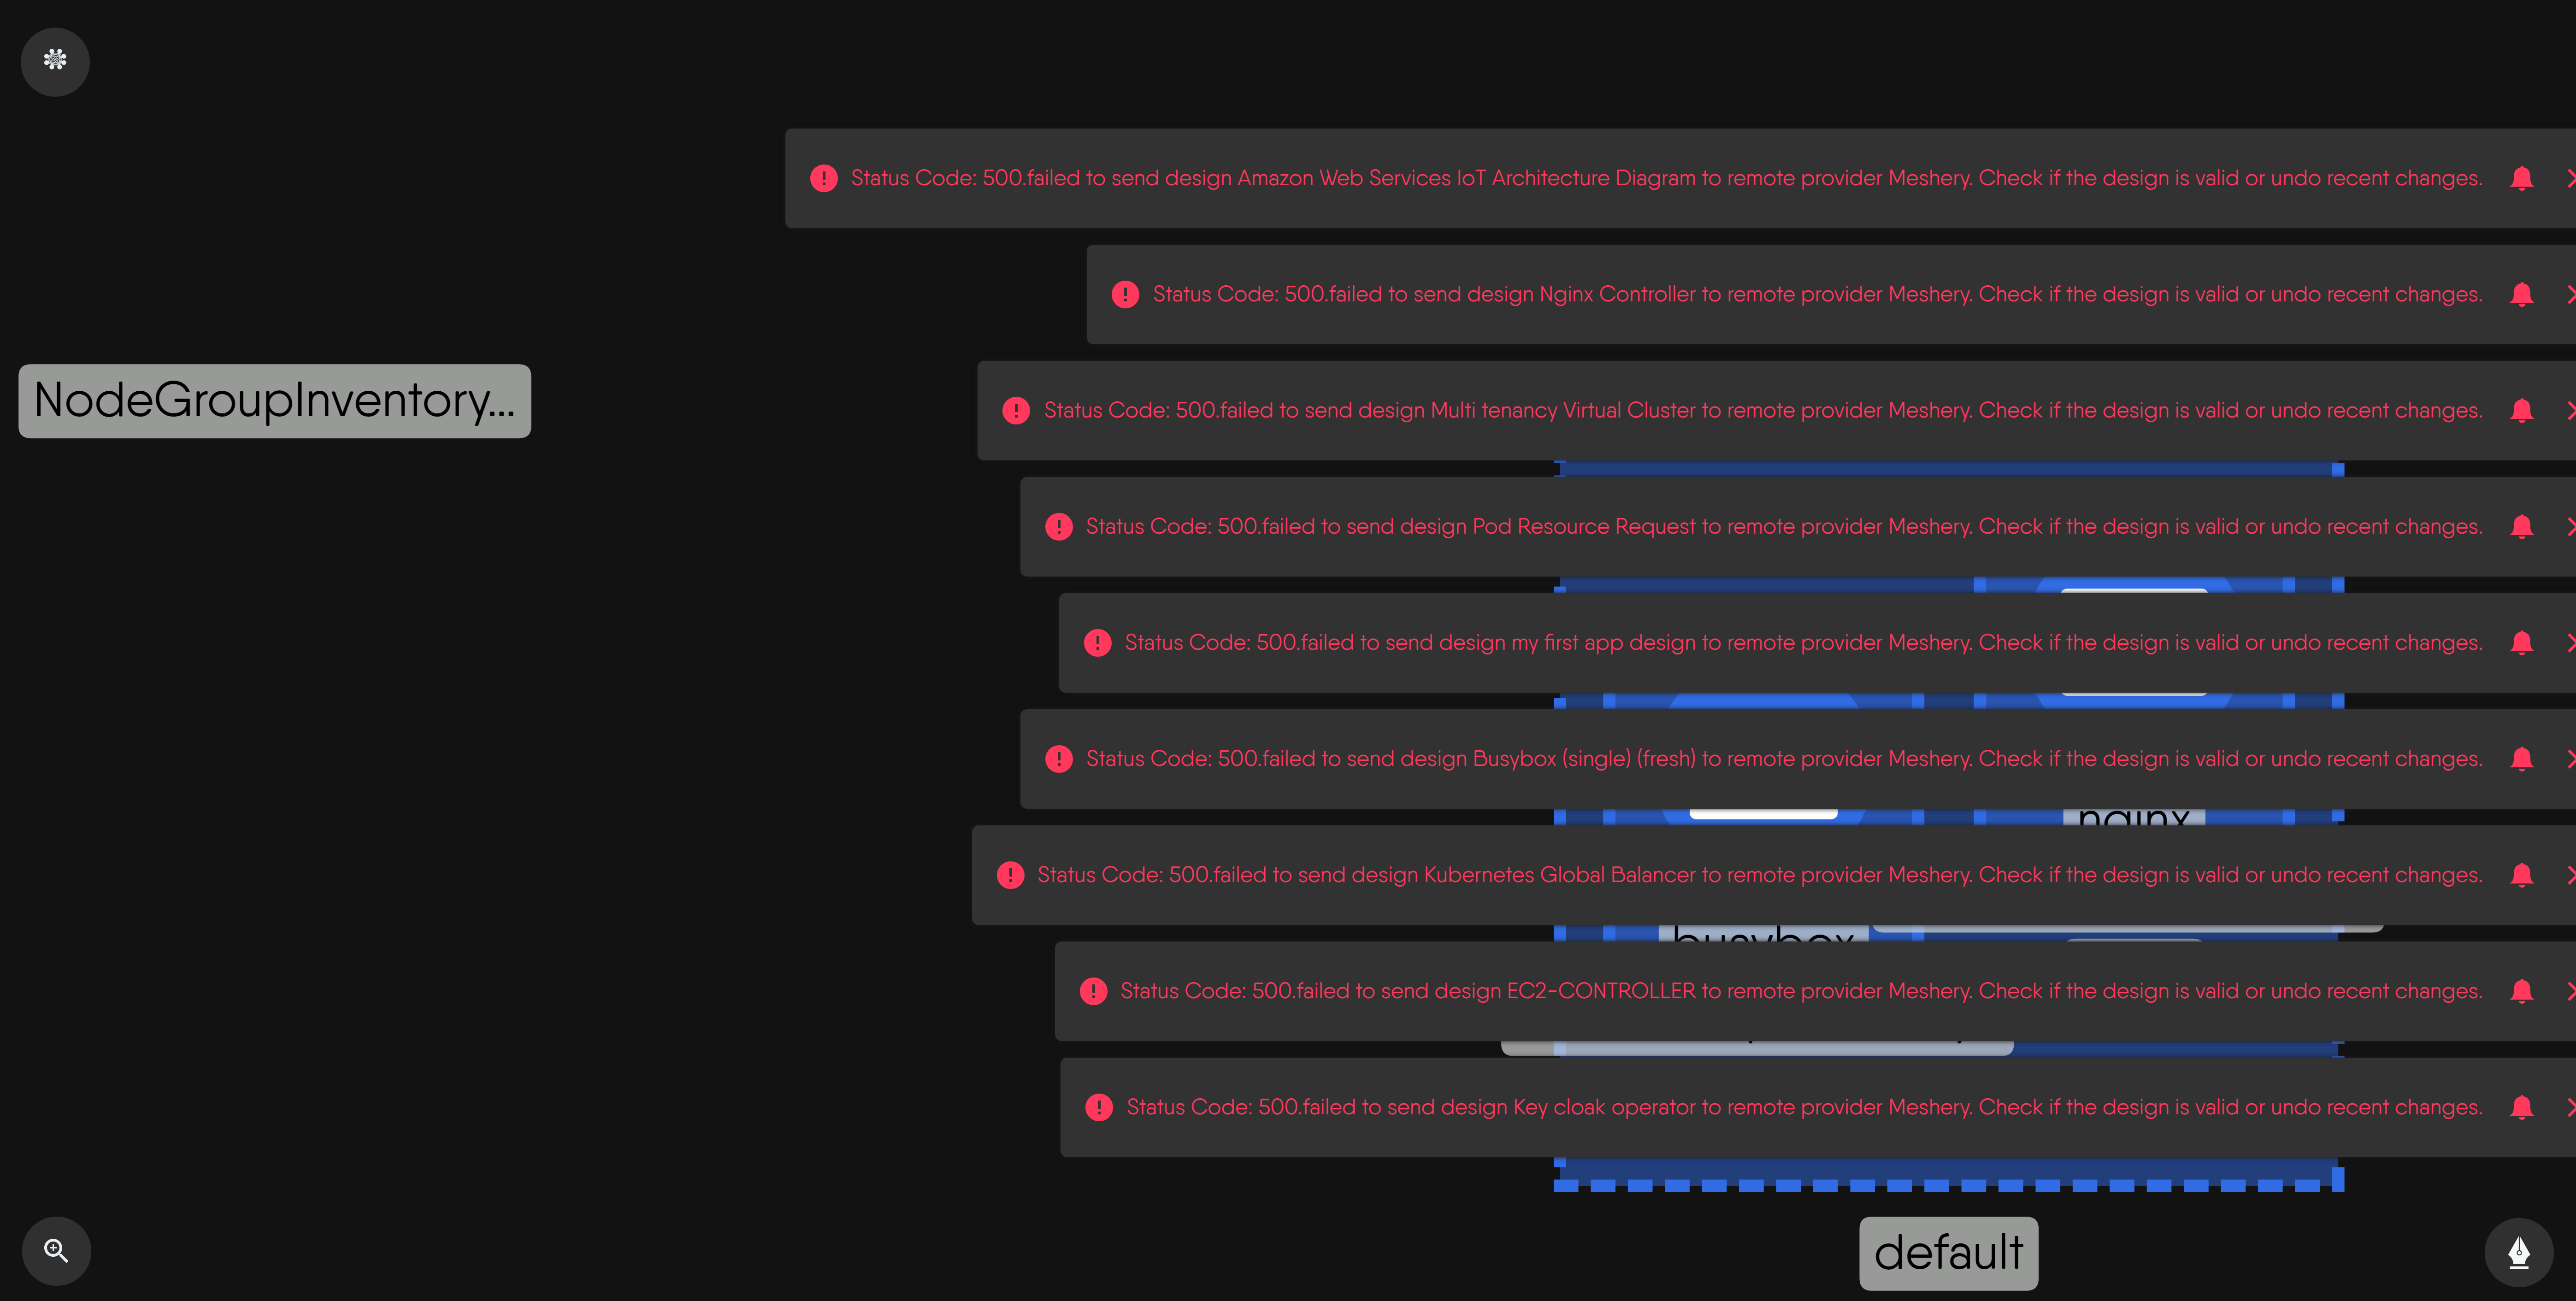 Status Code: 500.failed to send design Amazon Web Services IoT Architecture Diagram to remote provider Meshery. Check if the design is valid or undo recent changes.
Status Code: 500.failed to send design Nginx Controller to remote provider Meshery. Check if the design is valid or undo recent changes.
NodeGroupInventory...
Status Code: 500.failed to send design Multi tenancy Virtual Cluster to remote provider Meshery. Check if the design is valid or undo recent changes.
Status Code: 500.failed to send design Pod Resource Request to remote provider Meshery. Check if the design is valid or undo recent changes.
Status Code: 500.failed to send design my first app design to remote provider Meshery. Check if the design is valid or undo recent changes.
Status Code: 500.failed to send design Busybox (single) (fresh) to remote provider Meshery. Check if the design is valid or undo recent changes.
nginx
Status Code: 500.failed to send design Kubernetes Global Balancer to remote provider Meshery. Check if the design is valid or undo recent changes.
busybox
Status Code: 500.failed to send design EC2-CONTROLLER to remote provider Meshery. Check if the design is valid or undo recent changes.
Status Code: 500.failed to send design Key cloak operator to remote provider Meshery. Check if the design is valid or undo recent changes.
default